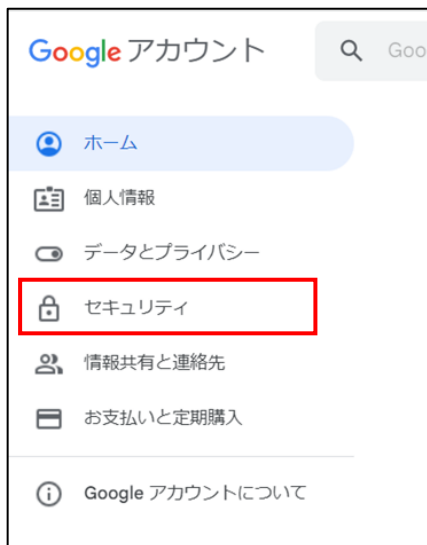 Google アカウント
Goo
ホーム
個人情報
データとプライバシー
セキュリティ
情報共有と連絡先
お支払いと定期購入
Google アカウントについて